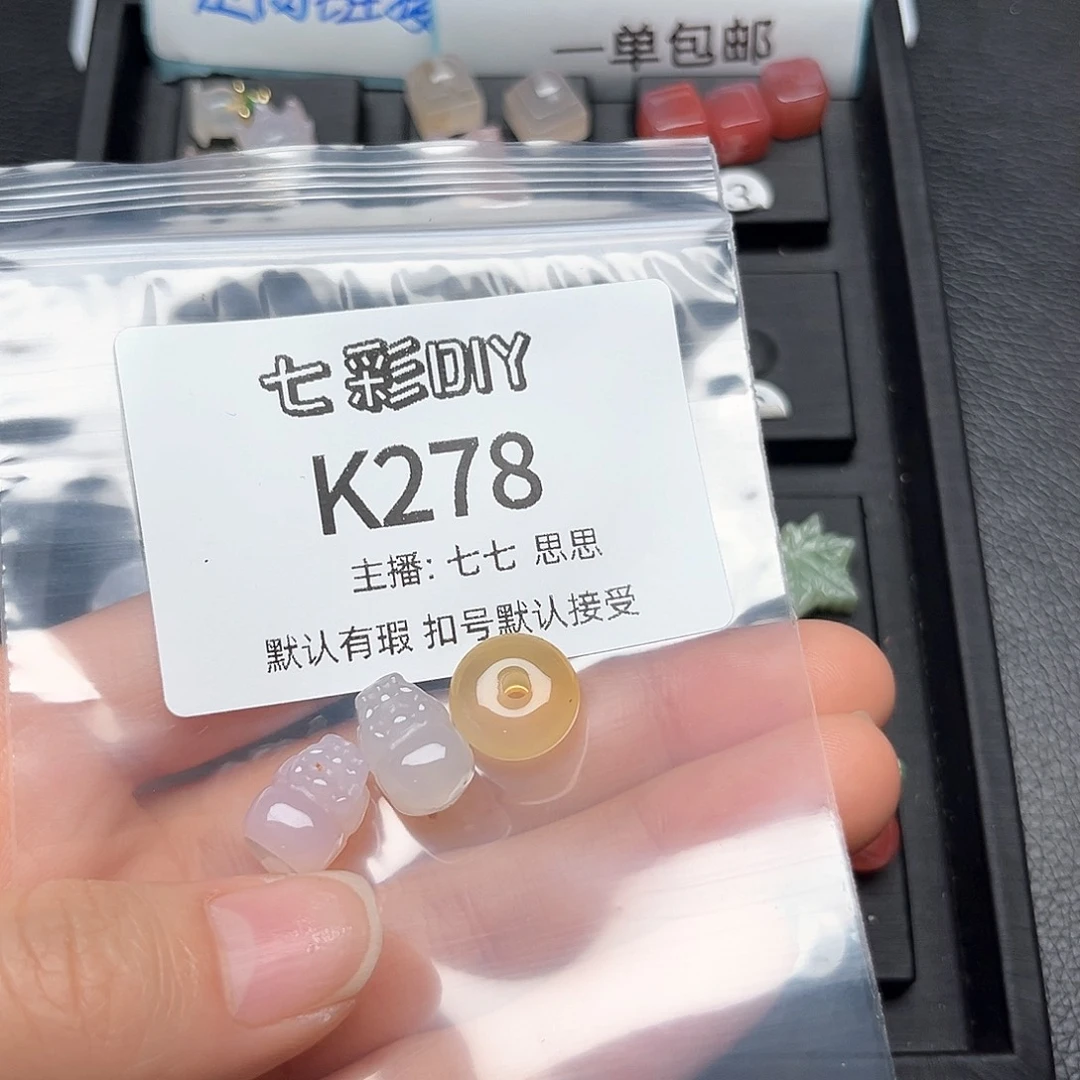 一单包邮
③
七彩DIY
K278
主播: 七七 思思
默认有瑕 扣号默认接受